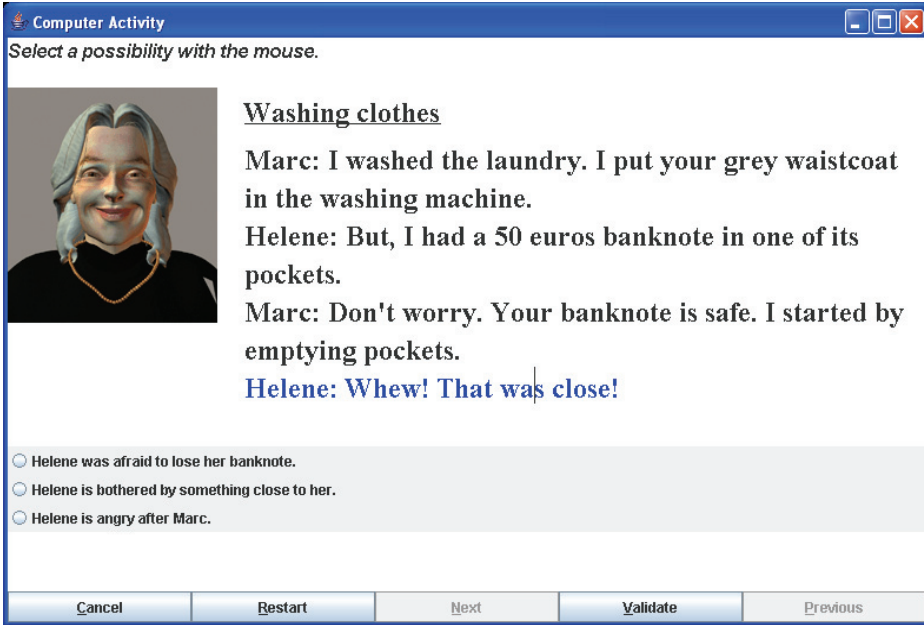 Computer Activity
Select a possibility with the mouse.
Washing clothes
Marc: I washed the laundry. I put your grey waistcoat
in the washing machine.
Helene: But, I had a 50 euros banknote in one of its
pockets.
Marc: Don't worry. Your banknote is safe. I started by
emptying pockets.
Helene: Whew! That was close!
Helene was afraid to lose her banknote.
Helene is bothered by something close to her.
Helene is angry after Marc.
Cancel Restart Next Validate Previous